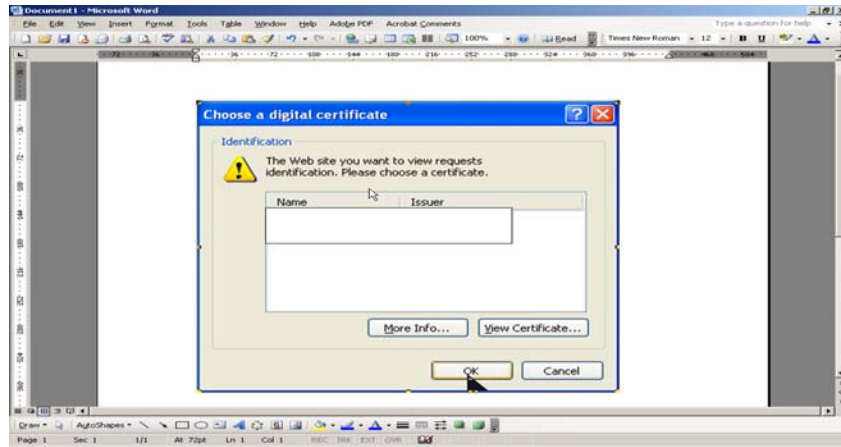 Document1 - Microsoft Word
File Edit View Insert Format Tools Table Window Help Adobe PDF Acrobat Comments Type a question for help
100% Read Times New Roman 12 B U A
Choose a digital certificate
Identification
The Web site you want to view requests
identification. Please choose a certificate.
Name Issuer
More Info... View Certificate...
OK Cancel
Draw AutoShapes
Page 1 Sec 1 1/1 At 72pt Ln 1 Col 1 REC TRK EXT OVR